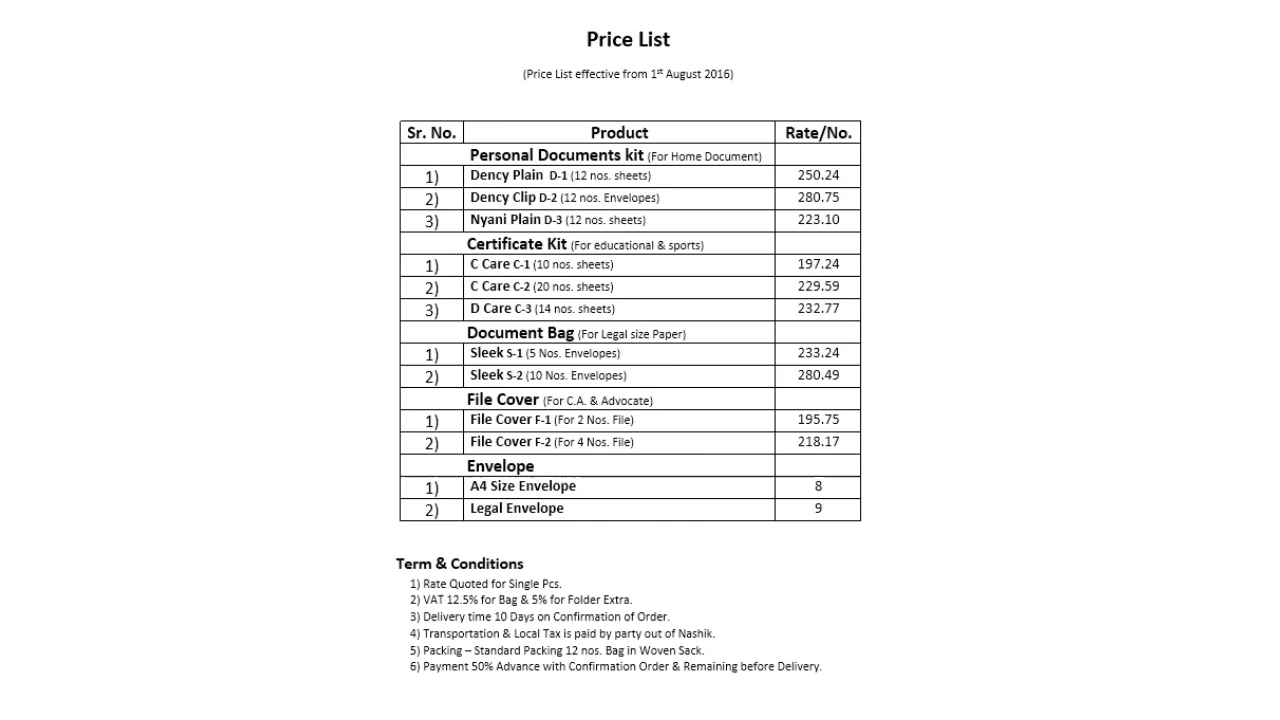 Price List
(Price List effective from 1st August 2016)
Sr. No. Product Rate/No.
Personal Documents kit (For Home Document)
1) Dency Plain D-1 (12 nos. sheets) 250.24
2) Dency Clip D-2 (12 nos. Envelopes) 280.75
3) Nyani Plain D-3 (12 nos. sheets) 223.10
Certificate Kit (For educational & sports)
1) C Care C-1 (10 nos. sheets) 197.24
2) C Care C-2 (20 nos. sheets) 229.59
3) D Care C-3 (14 nos. sheets) 232.77
Document Bag (For Legal size Paper)
1) Sleek S-1 (5 Nos. Envelopes) 233.24
2) Sleek S-2 (10 Nos. Envelopes) 280.49
File Cover (For C.A. & Advocate)
1) File Cover F-1 (For 2 Nos. File) 195.75
2) File Cover F-2 (For 4 Nos. File) 218.17
Envelope
1) A4 Size Envelope 8
2) Legal Envelope 9
Term & Conditions
1) Rate Quoted for Single Pcs.
2) VAT 12.5% for Bag & 5% for Folder Extra.
3) Delivery time 10 Days on Confirmation of Order.
4) Transportation & Local Tax is paid by party out of Nashik.
5) Packing – Standard Packing 12 nos. Bag in Woven Sack.
6) Payment 50% Advance with Confirmation Order & Remaining before Delivery.